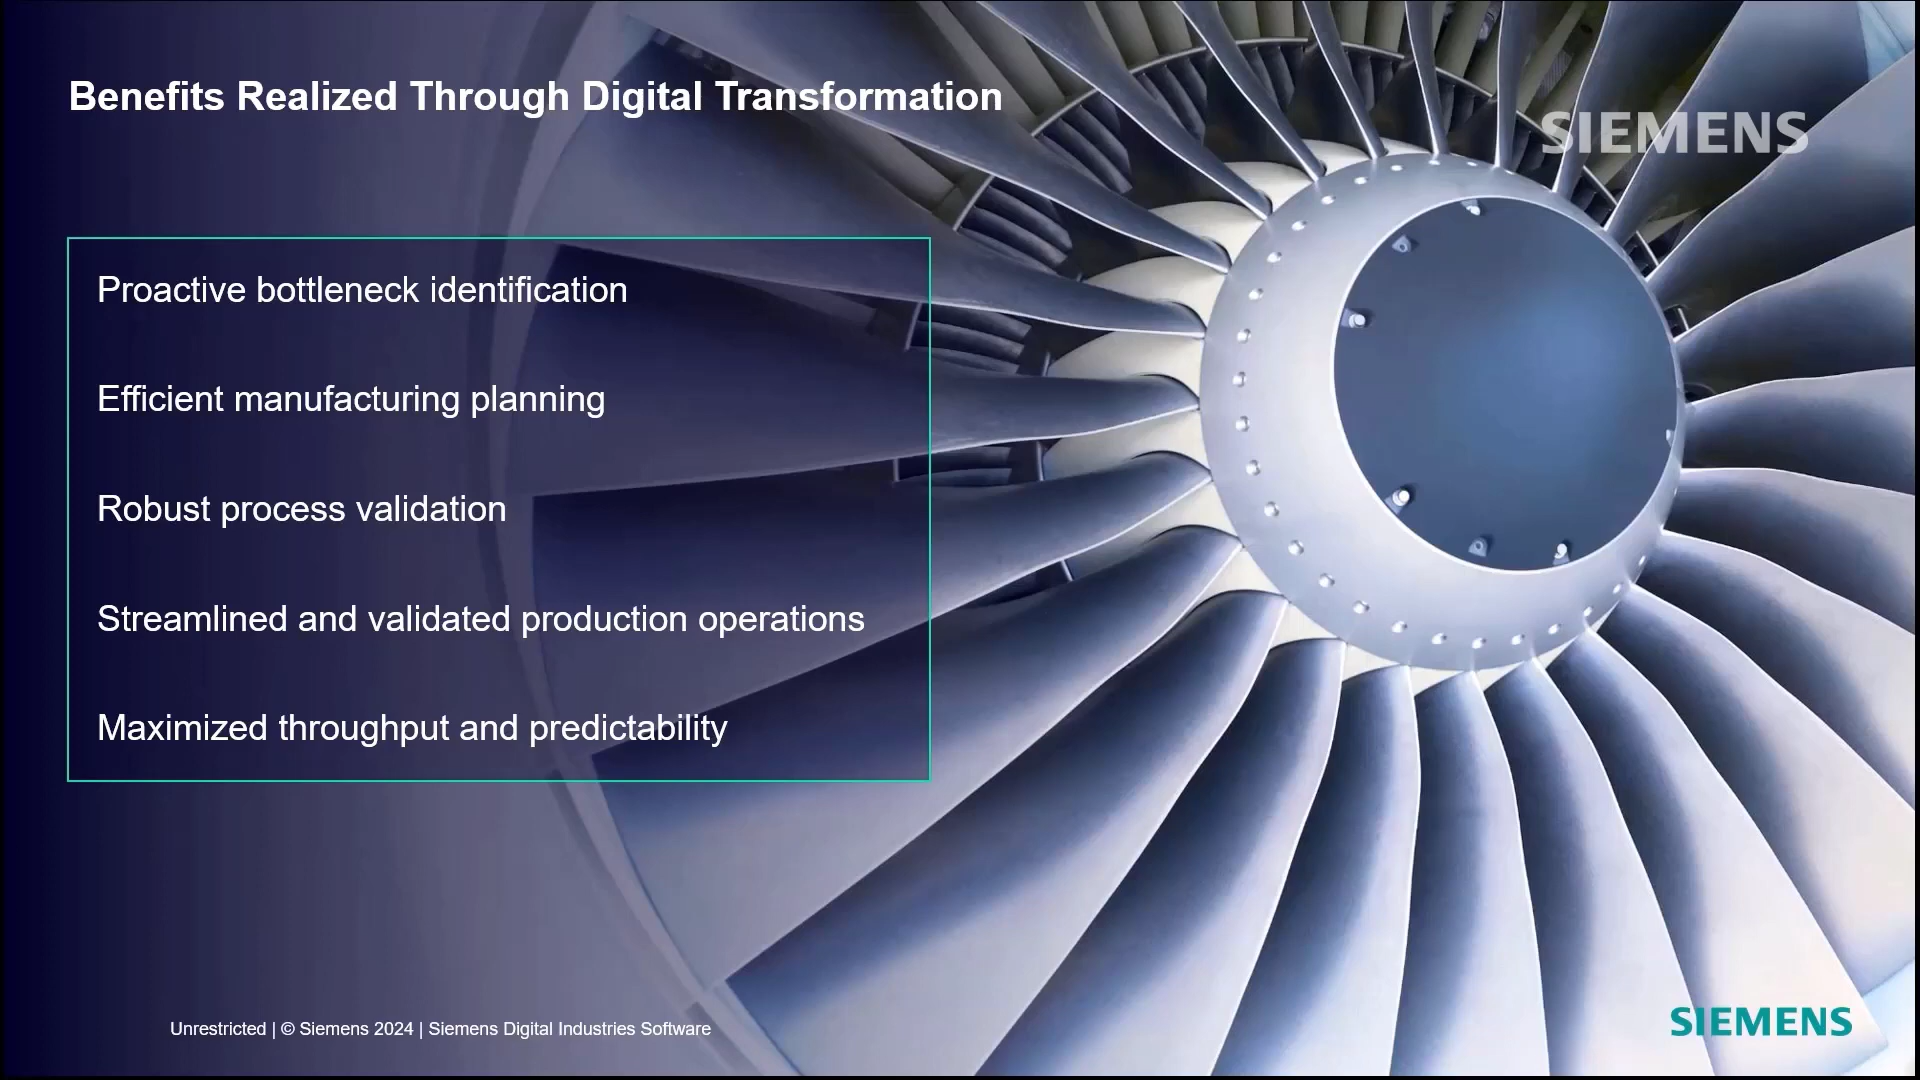 Benefits Realized Through Digital Transformation
SIEMENS
Proactive bottleneck identification
Efficient manufacturing planning
Robust process validation
Streamlined and validated production operations
Maximized throughput and predictability
Unrestricted | © Siemens 2024 | Siemens Digital Industries Software
SIEMENS